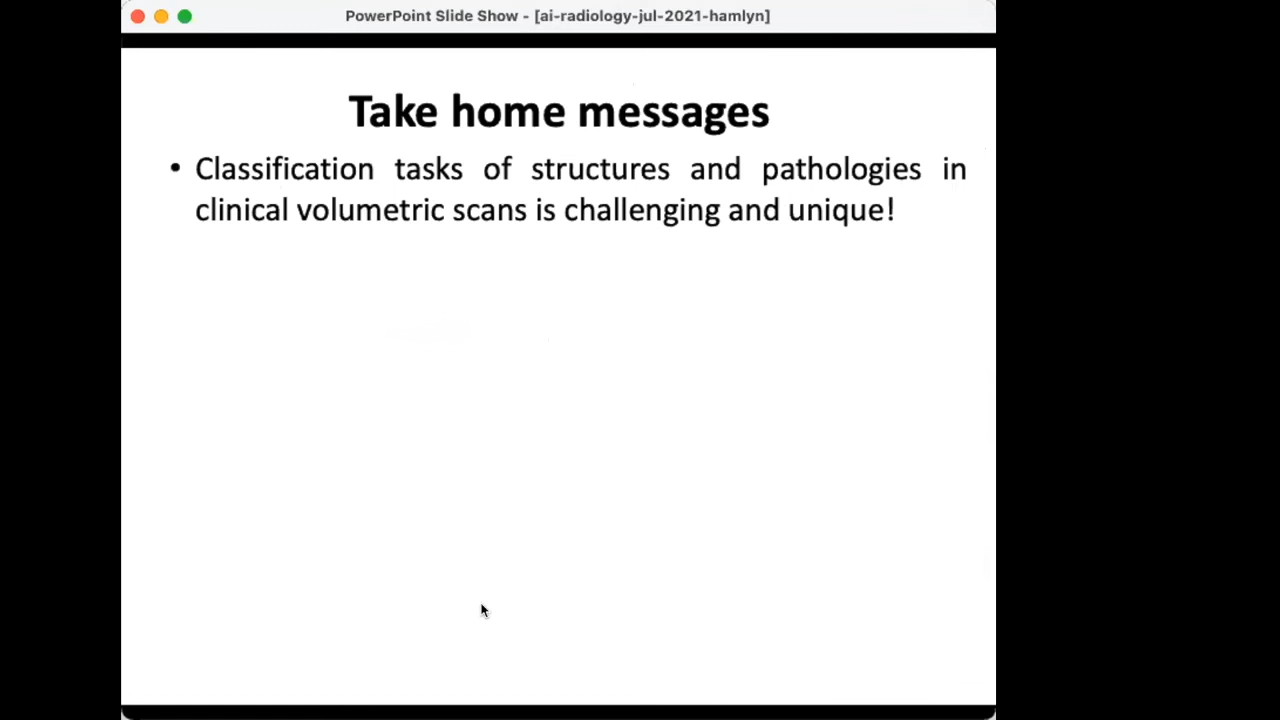 PowerPoint Slide Show - [ai-radiology-jul-2021-hamlyn]
Take home messages
• Classification tasks of structures and pathologies in
clinical volumetric scans is challenging and unique!